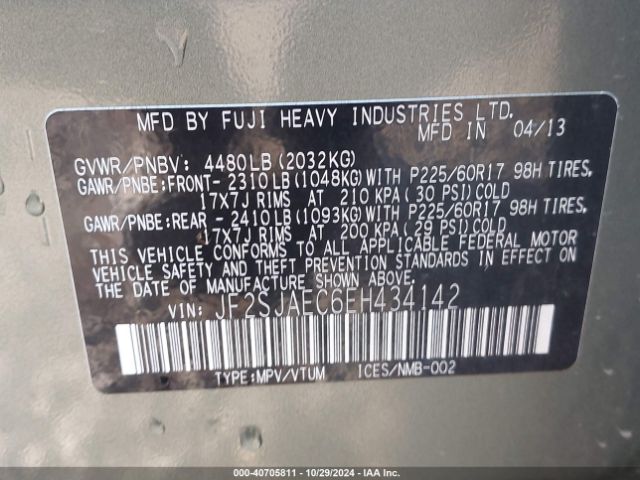 MFD BY FUJI HEAVY INDUSTRIES LTD.
MFD IN 04/13
GVWR/PNBV: 4480LB(2032KG)
GAWR/PNBE:FRONT- 2310LB(1048KG)WITH P225/60R17 98H TIRES,
17X7J RIMS AT 210 KPA(30 PSI)COLD
GAWR/PNBE:REAR - 2410LB(1093KG)WITH P225/60R17 98H TIRES,
17X7J RIMS AT 200 KPA(29 PSI)COLD
THIS VEHICLE CONFORMS TO ALL APPLICABLE FEDERAL MOTOR
VEHICLE SAFETY AND THEFT PREVENTION STANDARDS IN EFFECT ON
THE DATE OF MANUFACTURE SHOWN ABOVE.
VIN: JF2SJAEC6EH434142
TYPE:MPV/VTUM ICES/NMB-002
000-40705811 - 10/29/2024 - IAA Inc.